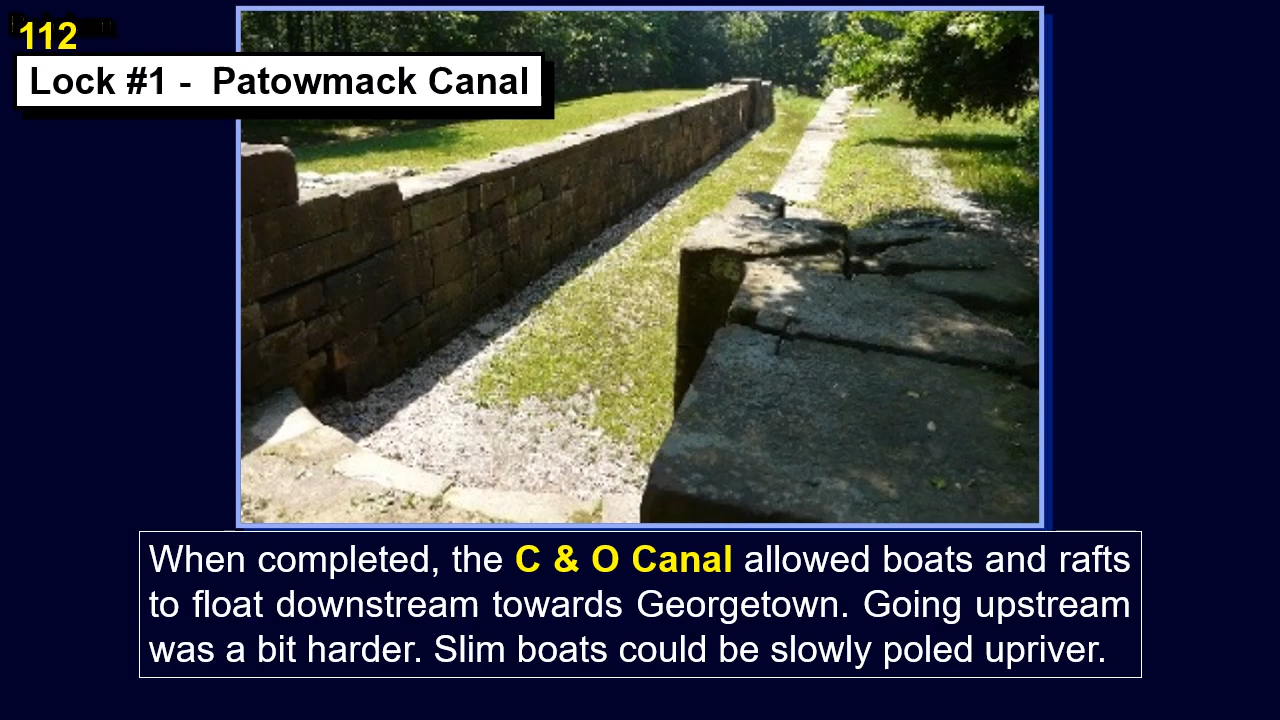 112
Lock #1 - Patowmack Canal
When completed, the C & O Canal allowed boats and rafts
to float downstream towards Georgetown. Going upstream
was a bit harder. Slim boats could be slowly poled upriver.